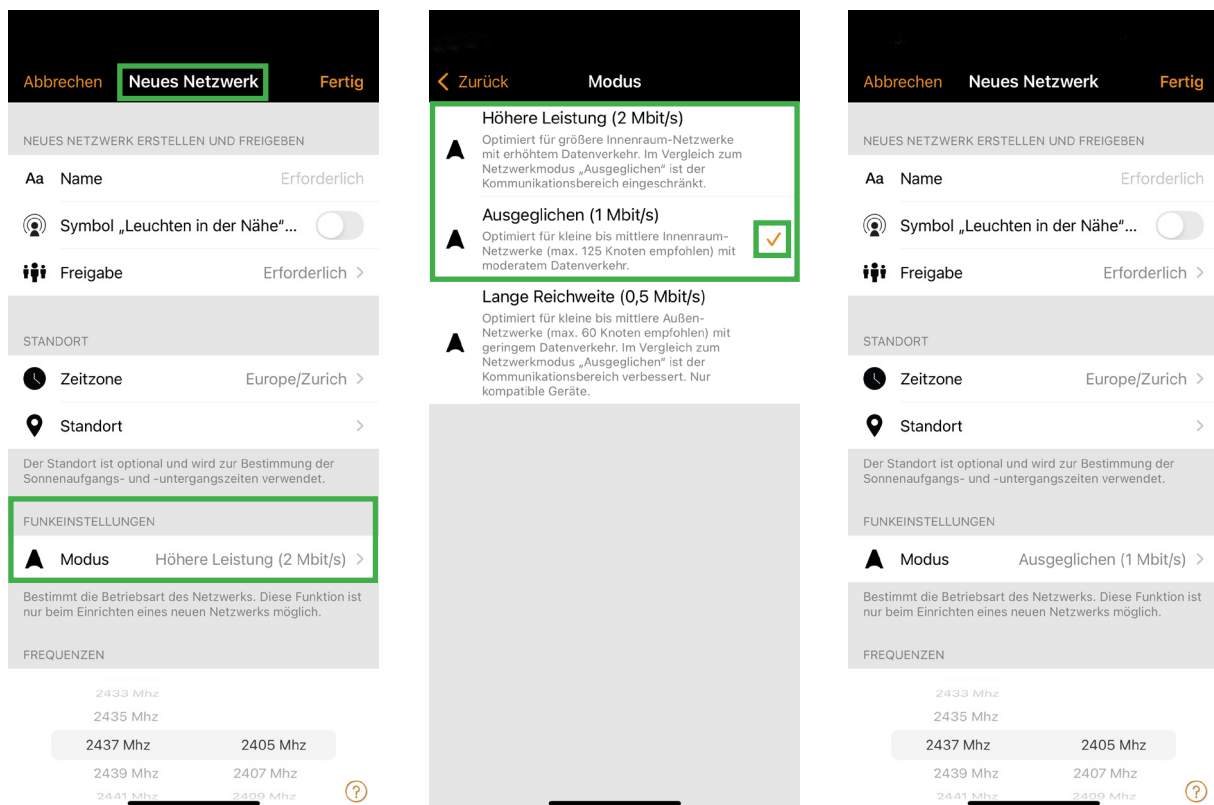 Abbrechen Neues Netzwerk Fertig
NEUES NETZWERK ERSTELLEN UND FREIGEBEN
Aa Name Erforderlich
Symbol „Leuchten in der Nähe"...
Freigabe Erforderlich >
STANDORT
Zeitzone Europe/Zurich >
Standort >
Der Standort ist optional und wird zur Bestimmung der
Sonnenaufgangs- und -untergangszeiten verwendet.
FUNKEINSTELLUNGEN
Modus Höhere Leistung (2 Mbit/s) >
Bestimmt die Betriebsart des Netzwerks. Diese Funktion ist
nur beim Einrichten eines neuen Netzwerks möglich.
FREQUENZEN
2433 Mhz
2435 Mhz
2437 Mhz 2405 Mhz
2439 Mhz 2407 Mhz
2441 Mhz 2409 Mhz
?
< Zurück Modus
Höhere Leistung (2 Mbit/s)
Optimiert für größere Innenraum-Netzwerke
mit erhöhtem Datenverkehr. Im Vergleich zum
Netzwerkmodus „Ausgeglichen" ist der
Kommunikationsbereich eingeschränkt.
Ausgeglichen (1 Mbit/s)
Optimiert für kleine bis mittlere Innenraum-
Netzwerke (max. 125 Knoten empfohlen) mit
moderatem Datenverkehr.
Lange Reichweite (0,5 Mbit/s)
Optimiert für kleine bis mittlere Außen-
Netzwerke (max. 60 Knoten empfohlen) mit
geringem Datenverkehr. Im Vergleich zum
Netzwerkmodus „Ausgeglichen" ist der
Kommunikationsbereich verbessert. Nur
kompatible Geräte.
Abbrechen Neues Netzwerk Fertig
NEUES NETZWERK ERSTELLEN UND FREIGEBEN
Aa Name Erforderlich
Symbol „Leuchten in der Nähe"...
Freigabe Erforderlich >
STANDORT
Zeitzone Europe/Zurich >
Standort >
Der Standort ist optional und wird zur Bestimmung der
Sonnenaufgangs- und -untergangszeiten verwendet.
FUNKEINSTELLUNGEN
Modus Ausgeglichen (1 Mbit/s) >
Bestimmt die Betriebsart des Netzwerks. Diese Funktion ist
nur beim Einrichten eines neuen Netzwerks möglich.
FREQUENZEN
2433 Mhz
2435 Mhz
2437 Mhz 2405 Mhz
2439 Mhz 2407 Mhz
2441 Mhz 2409 Mhz
?